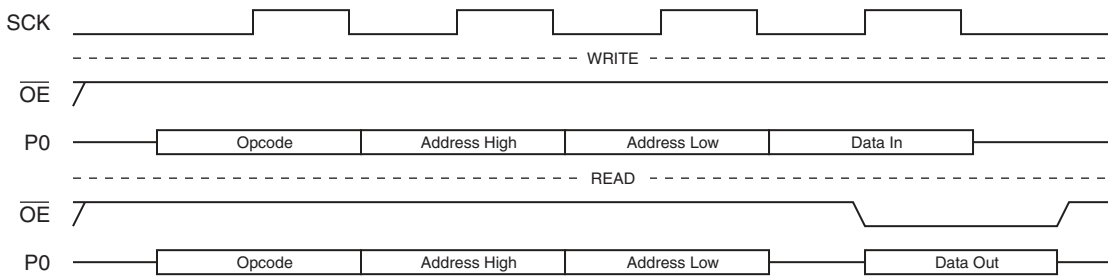 SCK
WRITE
OE
P0 Opcode Address High Address Low Data In
READ
OE
P0 Opcode Address High Address Low Data Out